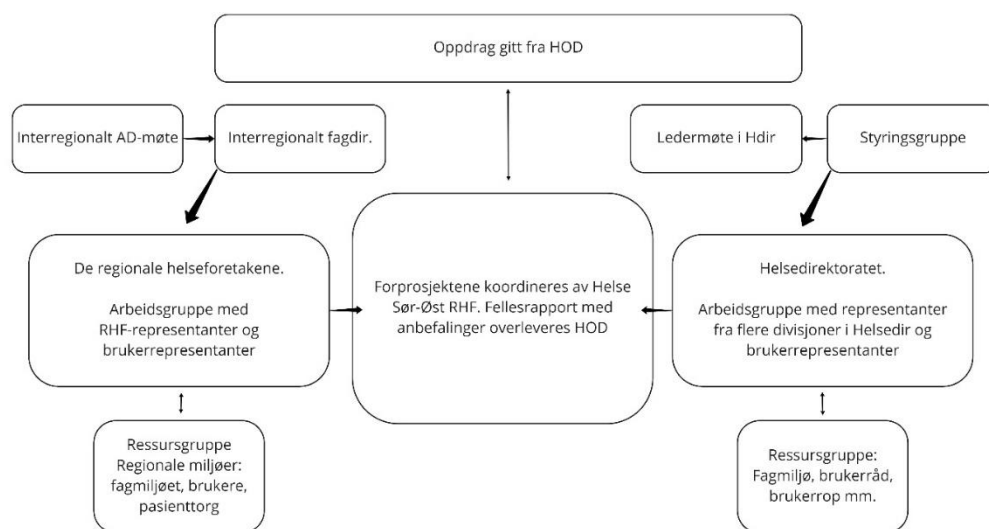 Oppdrag gitt fra HOD
Interregionalt AD-møte
Interregionalt fagdir.
Ledermøte i Hdir
Styringsgruppe
De regionale helseforetakene.
Arbeidsgruppe med
RHF-representanter og
brukerrepresentanter
Forprosjektene koordineres av Helse
Sør-Øst RHF. Fellesrapport med
anbefalinger overleveres HOD
Helsedirektoratet.
Arbeidsgruppe med representanter
fra flere divisjoner i Helsedir og
brukerrepresentanter
Ressursgruppe
Regionale miljøer:
fagmiljøet, brukere,
pasienttorg
Ressursgruppe:
Fagmiljø, brukerråd,
brukerrop mm.